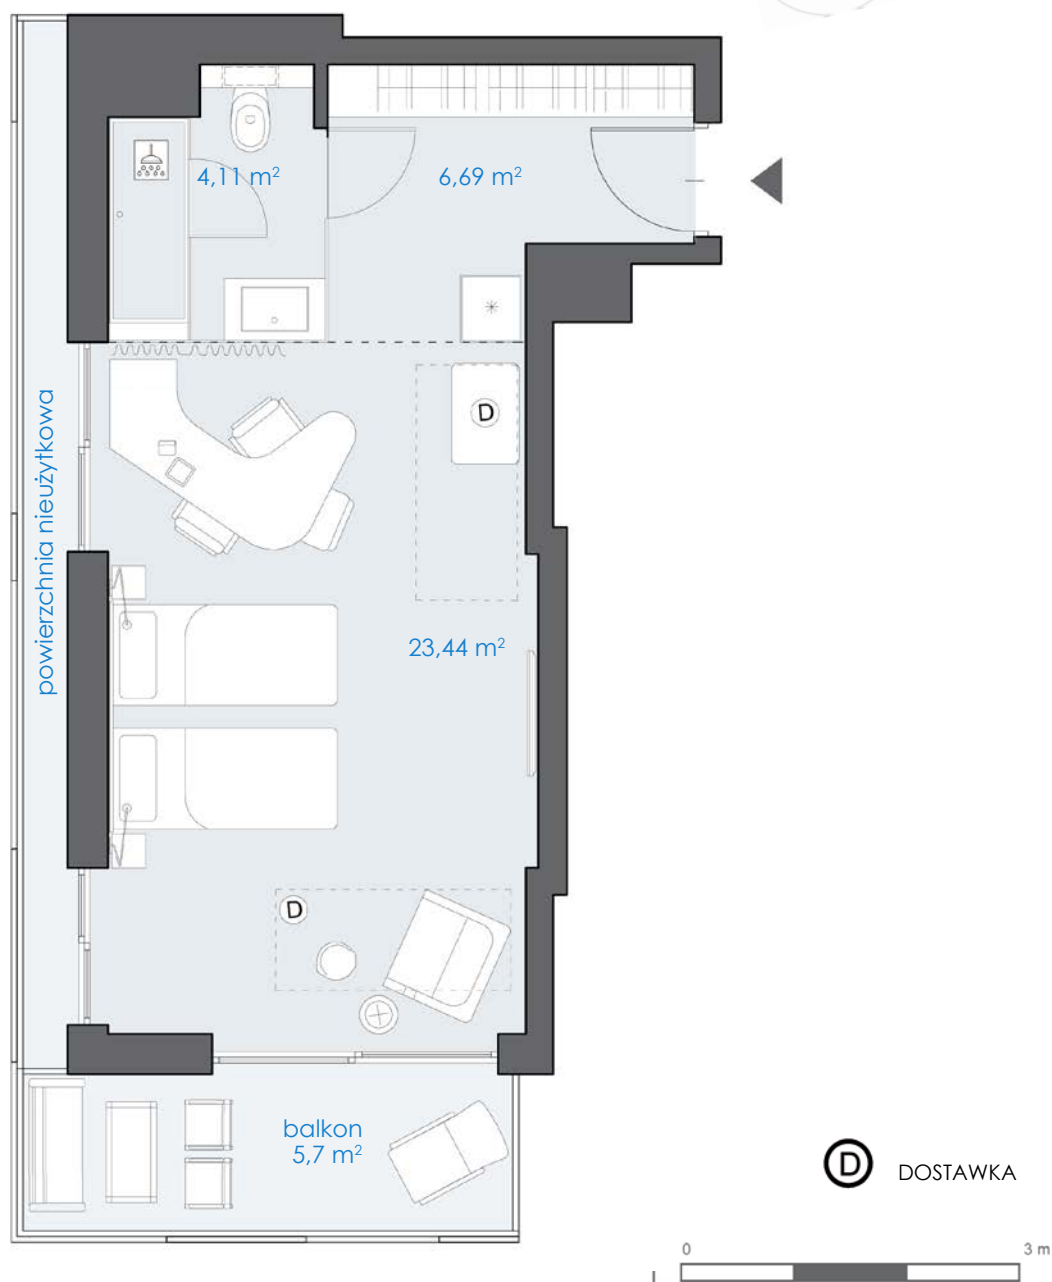 4,11 m²
6,69 m²
D
powierzchnia nieużytkowa
23,44 m²
D
balkon
5,7 m²
D DOSTAWKA
0 3 m